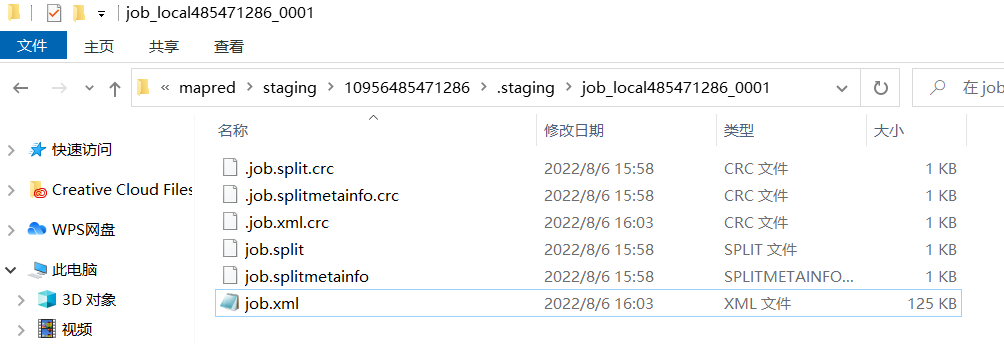 job_local485471286_0001
文件 主页 共享 查看
« mapred › staging › 10956485471286 › .staging › job_local485471286_0001 在 job
名称 修改日期 类型 大小
快速访问
.job.split.crc 2022/8/6 15:58 CRC 文件 1 KB
Creative Cloud Files
.job.splitmetainfo.crc 2022/8/6 15:58 CRC 文件 1 KB
.job.xml.crc 2022/8/6 16:03 CRC 文件 1 KB
WPS网盘
job.split 2022/8/6 15:58 SPLIT 文件 1 KB
此电脑
job.splitmetainfo 2022/8/6 15:58 SPLITMETAINFO... 1 KB
3D 对象
job.xml 2022/8/6 16:03 XML 文件 125 KB
视频